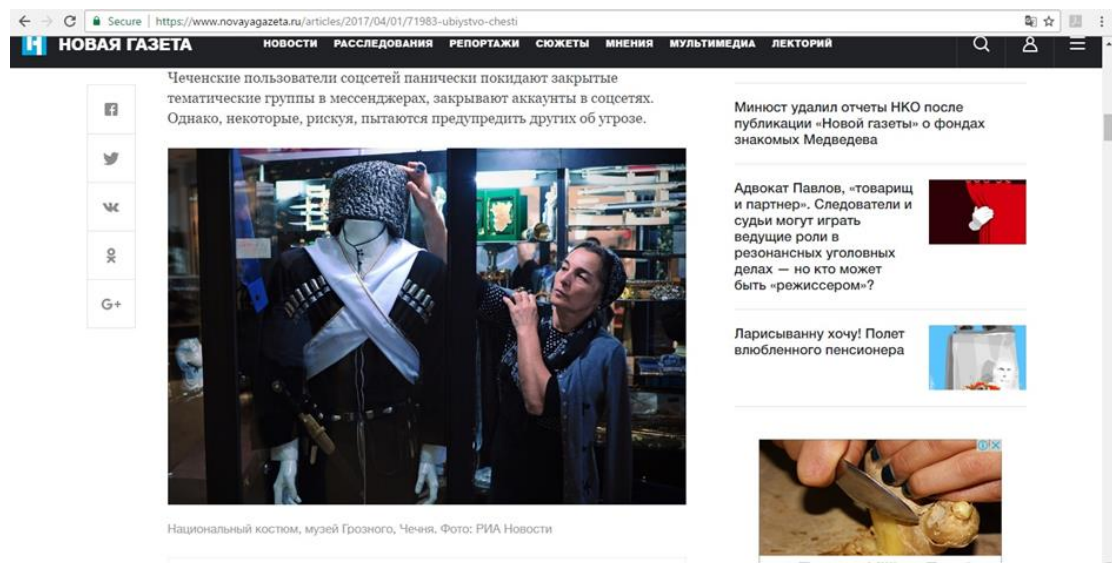 Secure | https://www.novayagazeta.ru/articles/2017/04/01/71983-ubiystvo-chesti
НОВАЯ ГАЗЕТА
НОВОСТИ РАССЛЕДОВАНИЯ РЕПОРТАЖИ СЮЖЕТЫ МНЕНИЯ МУЛЬТИМЕДИА ЛЕКТОРИЙ
Чеченские пользователи соцсетей панически покидают закрытые
тематические группы в мессенджерах, закрывают аккаунты в соцсетях.
Однако, некоторые, рискуя, пытаются предупредить других об угрозе.
G+
Национальный костюм, музей Грозного, Чечня. Фото: РИА Новости
Минюст удалил отчеты НКО после
публикации «Новой газеты» о фондах
знакомых Медведева
Адвокат Павлов, «товарищ
и партнер». Следователи и
судьи могут играть
ведущие роли в
резонансных уголовных
делах — но кто может
быть «режиссером»?
Ларисыванну хочу! Полет
влюбленного пенсионера